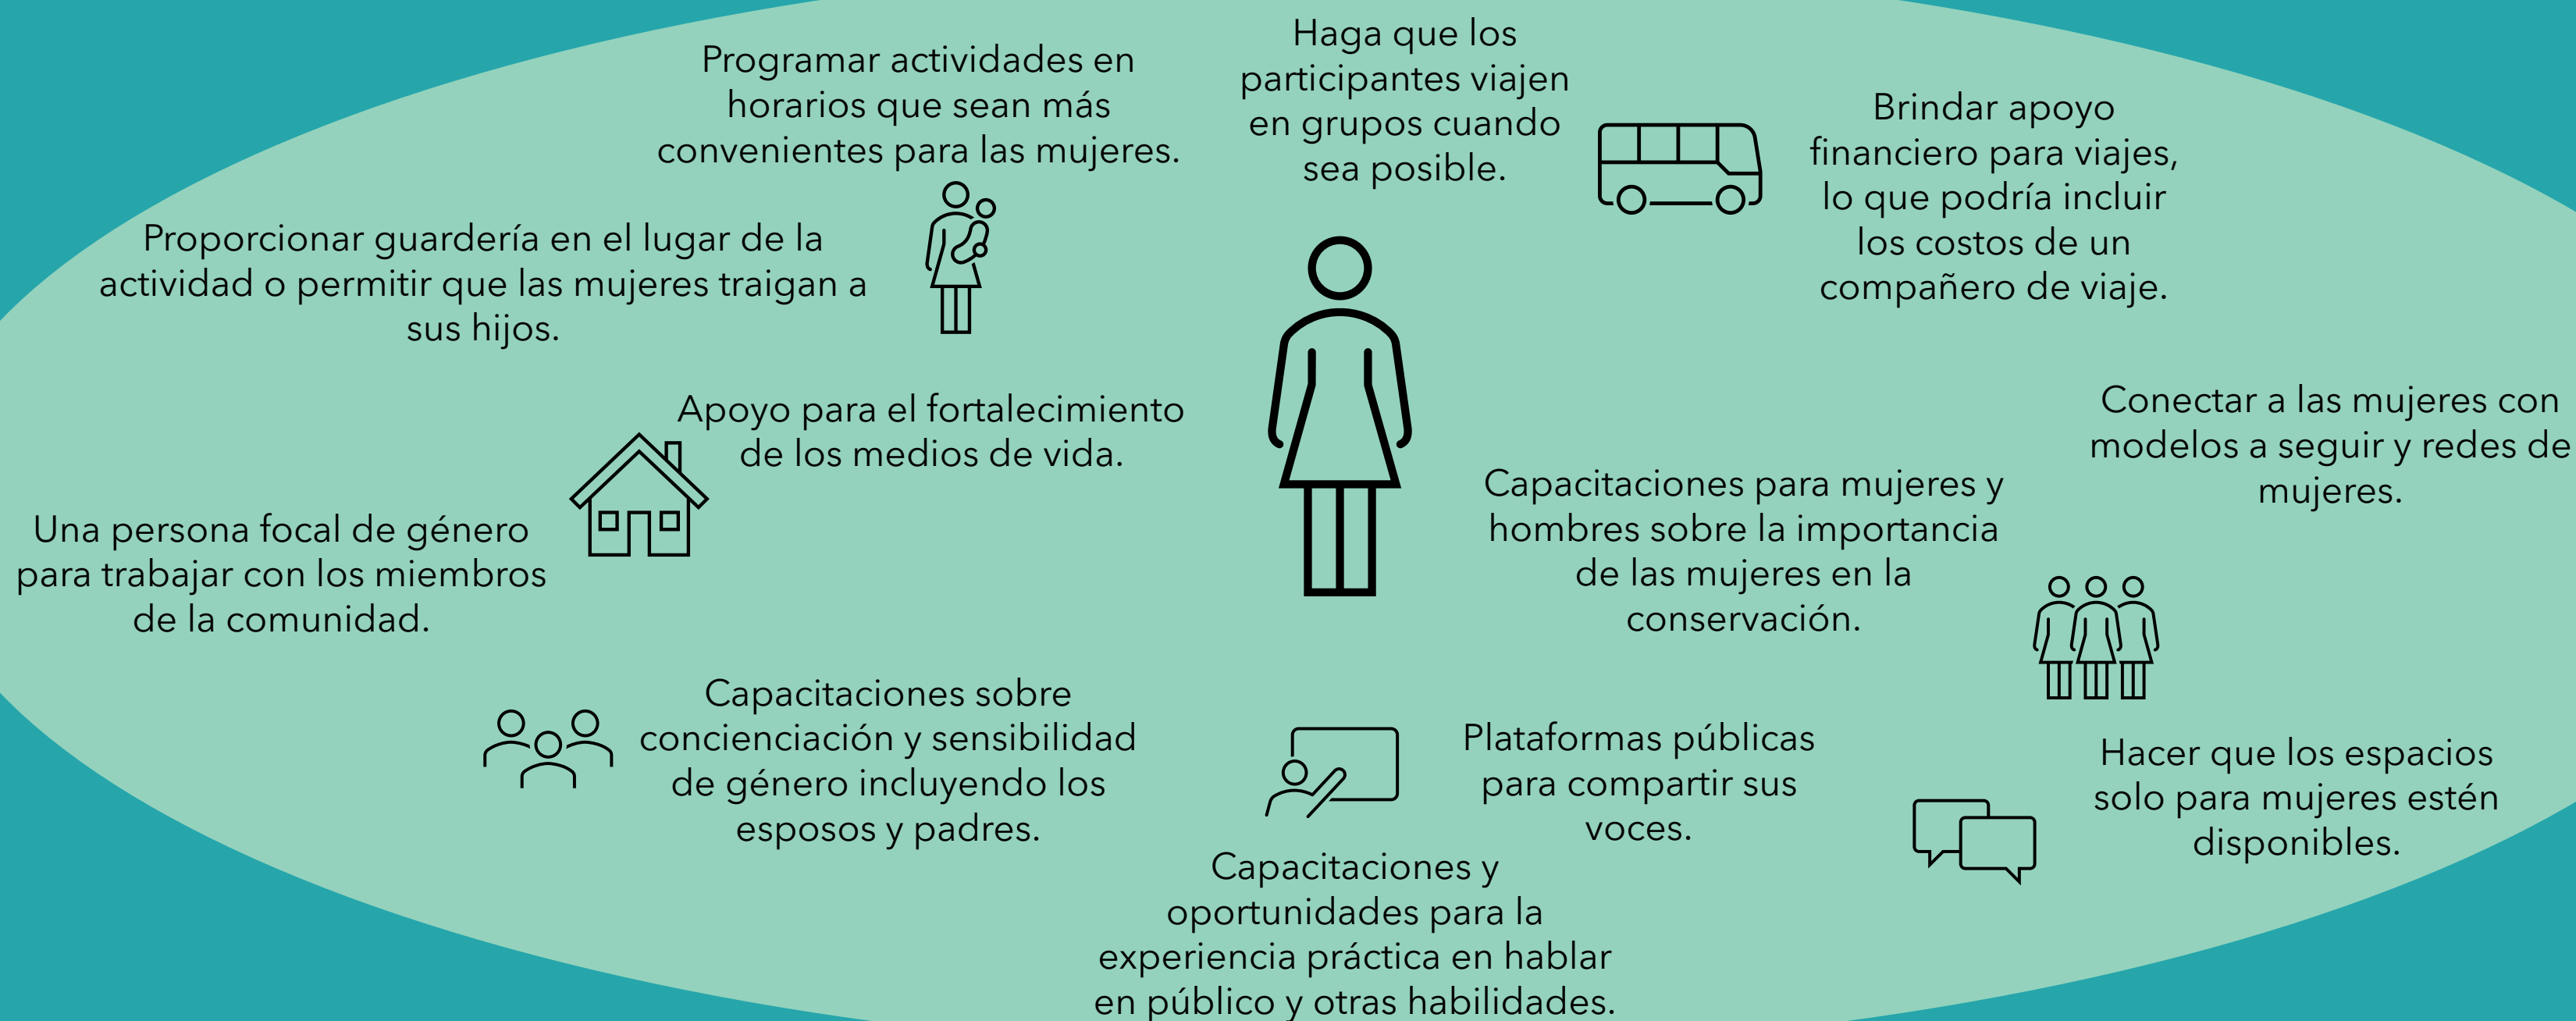 Programar actividades en
horarios que sean más
convenientes para las mujeres.
Haga que los
participantes viajen
en grupos cuando
sea posible.
Brindar apoyo
financiero para viajes,
lo que podría incluir
los costos de un
compañero de viaje.
Proporcionar guardería en el lugar de la
actividad o permitir que las mujeres traigan a
sus hijos.
Apoyo para el fortalecimiento
de los medios de vida.
Conectar a las mujeres con
modelos a seguir y redes de
mujeres.
Capacitaciones para mujeres y
hombres sobre la importancia
de las mujeres en la
conservación.
Una persona focal de género
para trabajar con los miembros
de la comunidad.
Capacitaciones sobre
concienciación y sensibilidad
de género incluyendo los
esposos y padres.
Plataformas públicas
para compartir sus
voces.
Hacer que los espacios
solo para mujeres estén
disponibles.
Capacitaciones y
oportunidades para la
experiencia práctica en hablar
en público y otras habilidades.